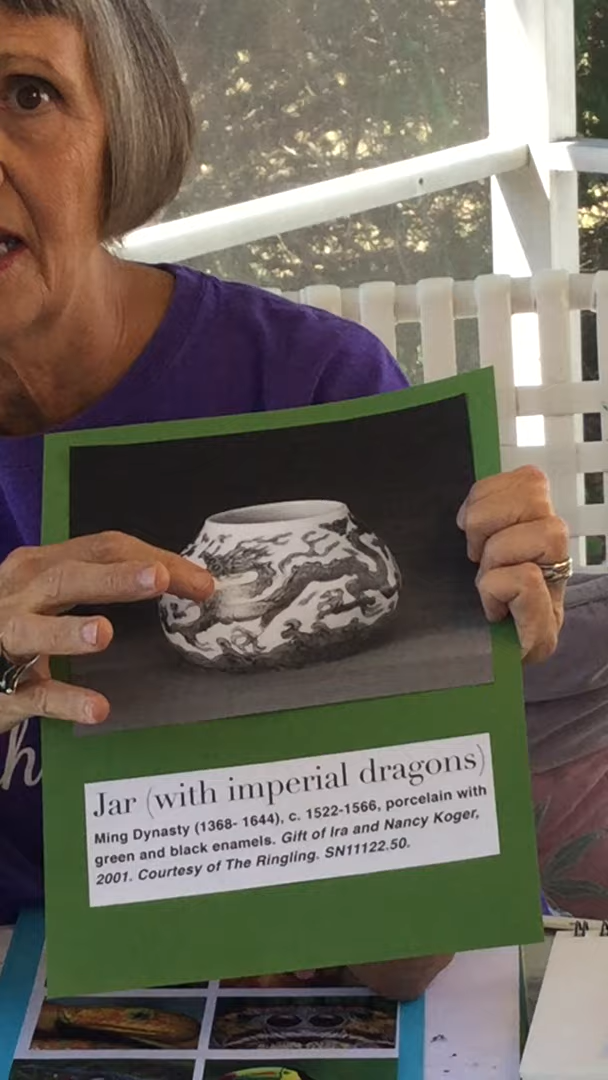 Jar (with imperial dragons)
Ming Dynasty (1368- 1644), c. 1522-1566, porcelain with
green and black enamels. Gift of Ira and Nancy Koger,
2001. Courtesy of The Ringling. SN11122.50.